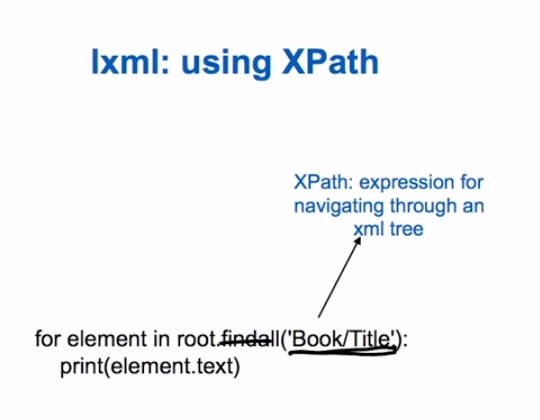 lxml: using XPath
XPath: expression for
navigating through an
xml tree
for element in root.findall('Book/Title'):
print(element.text)